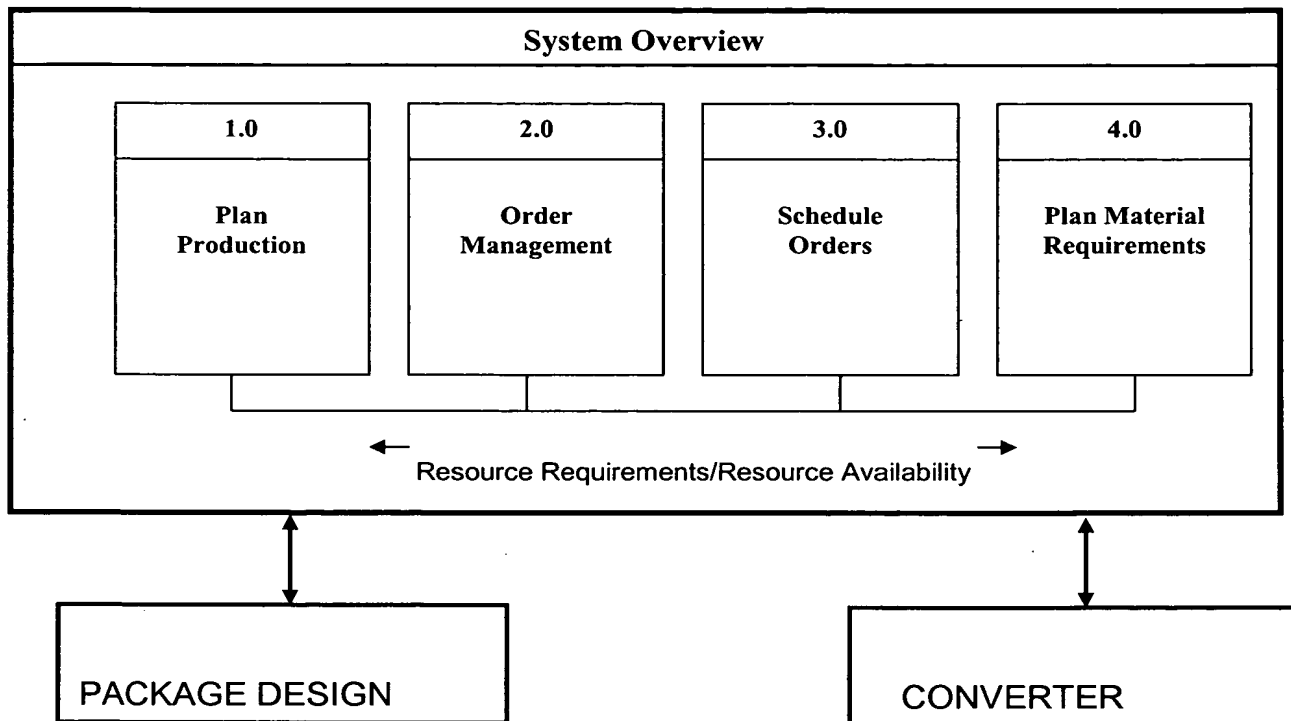 System Overview
1.0
2.0
3.0
4.0
Plan
Production
Order
Management
Schedule
Orders
Plan Material
Requirements
Resource Requirements/Resource Availability
PACKAGE DESIGN
CONVERTER